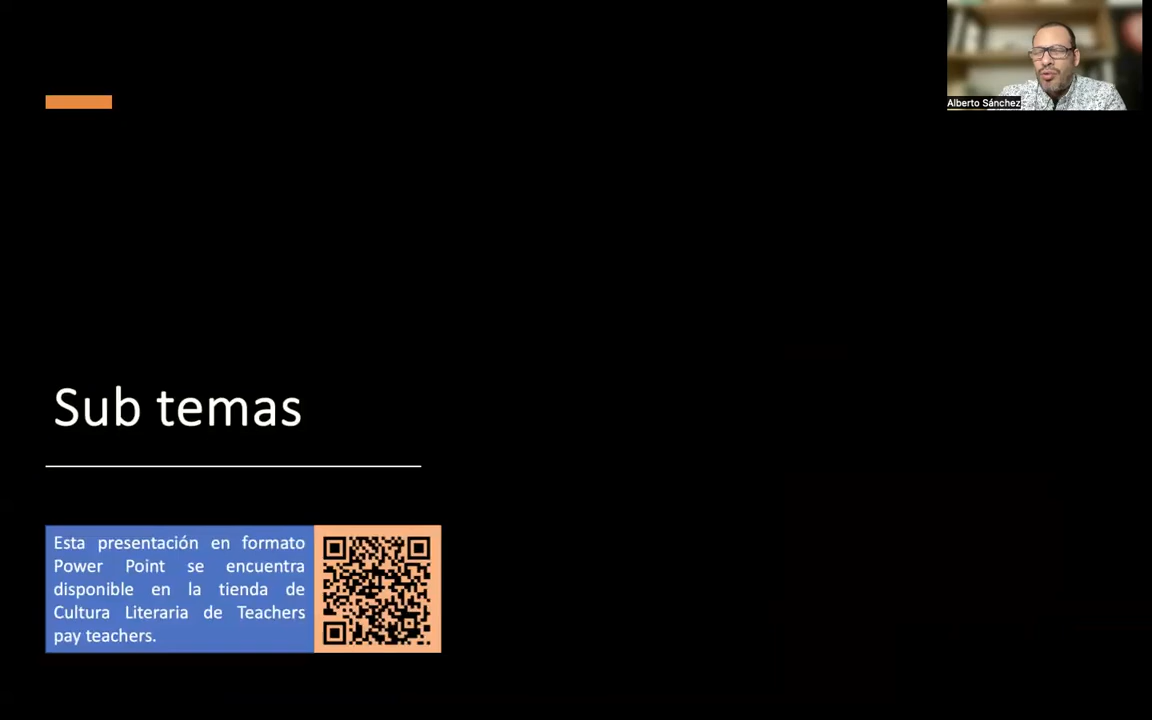 Alberto Sánchez
Sub temas
Esta presentación en formato
Power Point se encuentra
disponible en la tienda de
Cultura Literaria de Teachers
pay teachers.